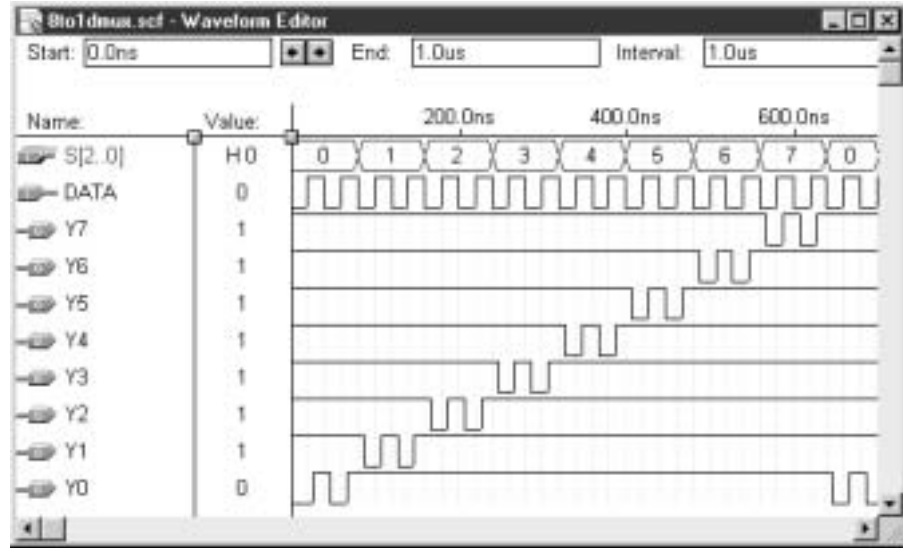 8to1dmux.scf - Waveform Editor
Start: 0.0ns End: 1.0us Interval: 1.0us
Name: Value: 200.0ns 400.0ns 600.0ns
S[2..0] H0 0 1 2 3 4 5 6 7 0
DATA 0
Y7 1
Y6 1
Y5 1
Y4 1
Y3 1
Y2 1
Y1 1
Y0 0